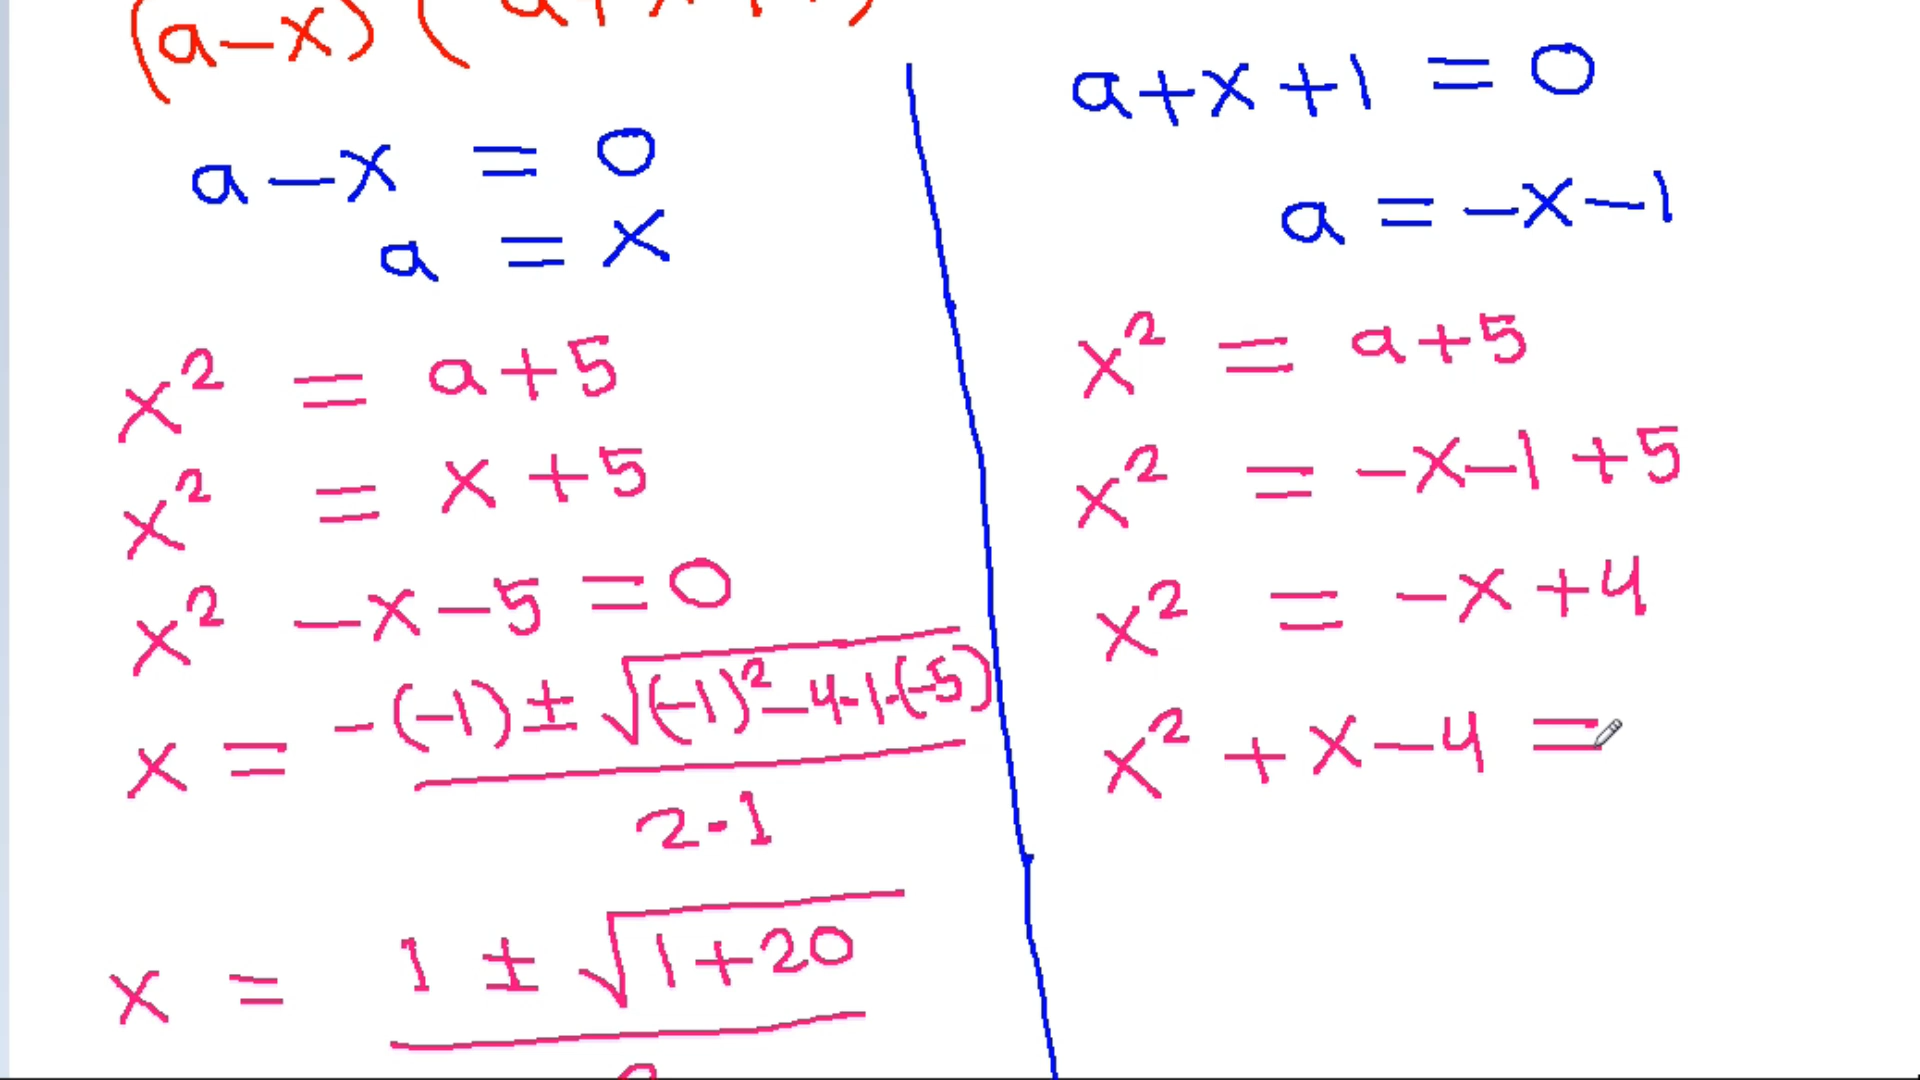 (a-x) (a+x+1)
a-x = 0
a = x
x² = a+5
x² = x+5
x² -x-5=0
x = -(-1)±√(-1)²-4·1·(-5) / 2·1
x = 1 ± √1+20
a+x+1 = 0
a = -x-1
x² = a+5
x² = -x-1+5
x² = -x+4
x² +x-4 =